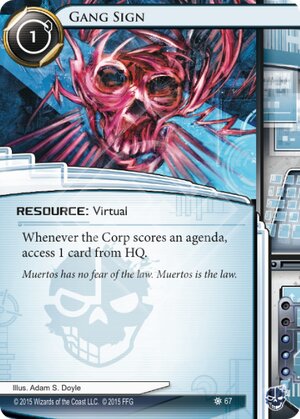 Gang Sign
1
Resource: Virtual
Whenever the Corp scores an agenda,
access 1 card from HQ.
Muertos has no fear of the law. Muertos is the law.
Illus. Adam S. Doyle
© 2015 Wizards of the Coast LLC. © 2015 FFG
67